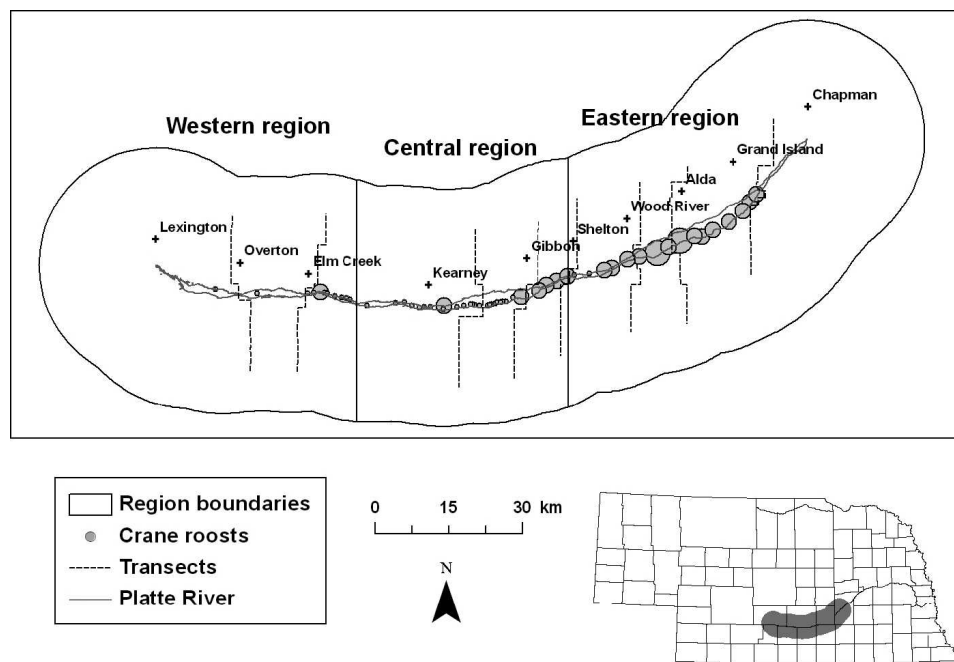 Chapman
Eastern region
Western region
Central region
Grand Island
Alda
Wood River
Shelton
Lexington
Overton
Elm Creek
Gibbon
Kearney
Region boundaries
Crane roosts
Transects
Platte River
0 15 30 km
N